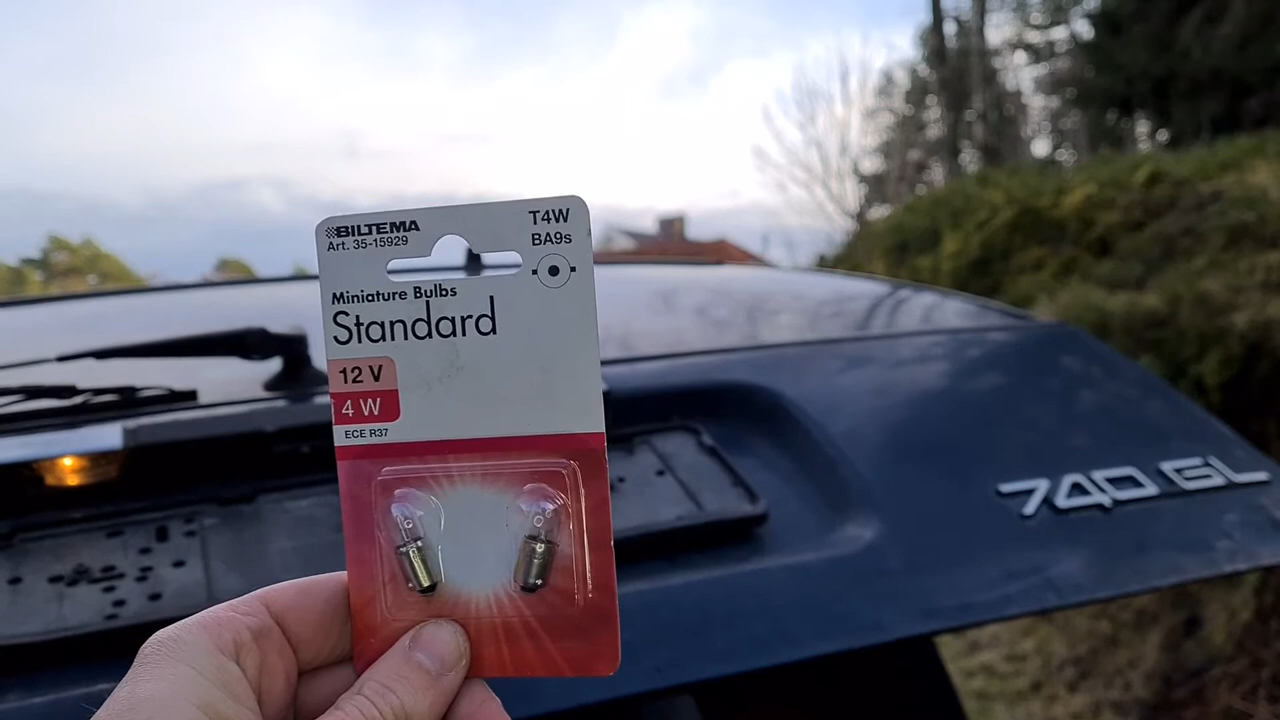 BILTEMA
Art. 35-15929
T4W
BA9s
Miniature Bulbs
Standard
12 V
4 W
ECE R37
740 GL